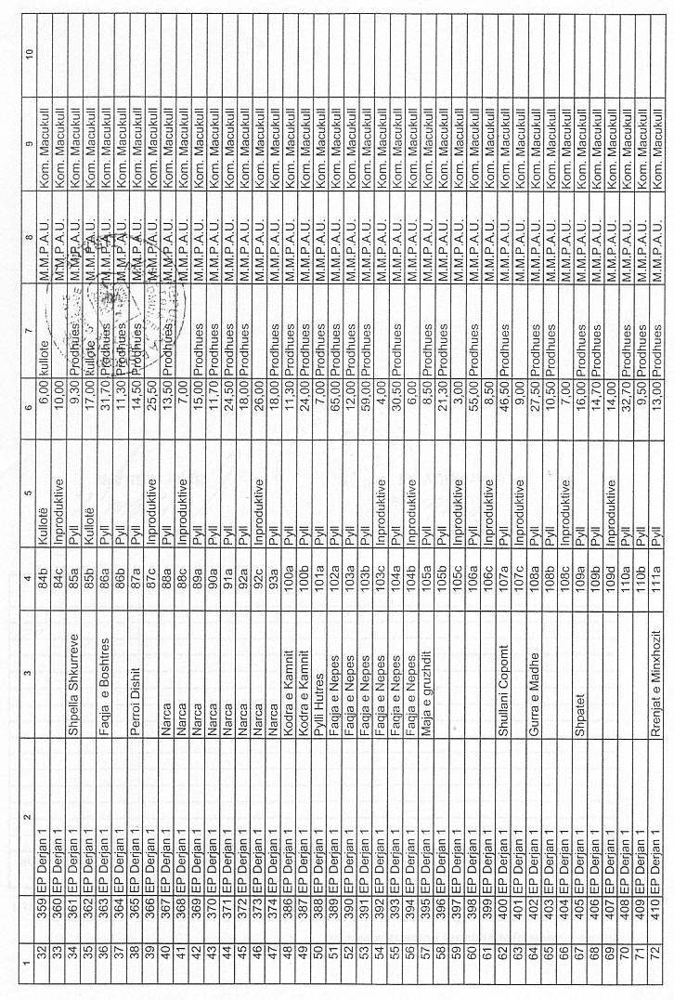 1 2 3 4 5 6 7 8 9 10
32 359 EP Derjan 1 84b Kullotë 6,00 Kullote M.M.P.A.U. Kom. Macukull
33 360 EP Derjan 1 84c Inproduktive 10,00 M.M.P.A.U. Kom. Macukull
34 361 EP Derjan 1 Shpella Shkurreve 85a Pyll 9,30 Prodhues M.M.P.A.U. Kom. Macukull
35 362 EP Derjan 1 85b Kullotë 17,00 Kullote M.M.P.A.U. Kom. Macukull
36 363 EP Derjan 1 Faqja e Boshtres 86a Pyll 31,70 Prodhues M.M.P.A.U. Kom. Macukull
37 364 EP Derjan 1 86b Pyll 11,30 Prodhues M.M.P.A.U. Kom. Macukull
38 365 EP Derjan 1 Perroi Dishit 87a Pyll 14,50 Prodhues M.M.P.A.U. Kom. Macukull
39 366 EP Derjan 1 87c Inproduktive 25,50 M.M.P.A.U. Kom. Macukull
40 367 EP Derjan 1 Narca 88a Pyll 13,50 Prodhues M.M.P.A.U. Kom. Macukull
41 368 EP Derjan 1 Narca 88c Inproduktive 7,00 M.M.P.A.U. Kom. Macukull
42 369 EP Derjan 1 Narca 89a Pyll 15,00 Prodhues M.M.P.A.U. Kom. Macukull
43 370 EP Derjan 1 Narca 90a Pyll 11,70 Prodhues M.M.P.A.U. Kom. Macukull
44 371 EP Derjan 1 Narca 91a Pyll 24,50 Prodhues M.M.P.A.U. Kom. Macukull
45 372 EP Derjan 1 Narca 92a Pyll 18,00 Prodhues M.M.P.A.U. Kom. Macukull
46 373 EP Derjan 1 Narca 92c Inproduktive 26,00 M.M.P.A.U. Kom. Macukull
47 374 EP Derjan 1 Narca 93a Pyll 18,00 Prodhues M.M.P.A.U. Kom. Macukull
48 386 EP Derjan 1 Kodra e Kamnit 100a Pyll 11,30 Prodhues M.M.P.A.U. Kom. Macukull
49 387 EP Derjan 1 Kodra e Kamnit 100b Pyll 24,00 Prodhues M.M.P.A.U. Kom. Macukull
50 388 EP Derjan 1 Pylli Hutres 101a Pyll 7,00 Prodhues M.M.P.A.U. Kom. Macukull
51 389 EP Derjan 1 Faqja e Nepes 102a Pyll 65,00 Prodhues M.M.P.A.U. Kom. Macukull
52 390 EP Derjan 1 Faqja e Nepes 103a Pyll 12,00 Prodhues M.M.P.A.U. Kom. Macukull
53 391 EP Derjan 1 Faqja e Nepes 103b Pyll 59,00 Prodhues M.M.P.A.U. Kom. Macukull
54 392 EP Derjan 1 Faqja e Nepes 103c Inproduktive 4,00 M.M.P.A.U. Kom. Macukull
55 393 EP Derjan 1 Faqja e Nepes 104a Pyll 30,50 Prodhues M.M.P.A.U. Kom. Macukull
56 394 EP Derjan 1 Faqja e Nepes 104b Inproduktive 6,00 M.M.P.A.U. Kom. Macukull
57 395 EP Derjan 1 Maja e gruzhdit 105a Pyll 8,50 Prodhues M.M.P.A.U. Kom. Macukull
58 396 EP Derjan 1 105b Pyll 21,30 Prodhues M.M.P.A.U. Kom. Macukull
59 397 EP Derjan 1 105c Inproduktive 3,00 M.M.P.A.U. Kom. Macukull
60 398 EP Derjan 1 106a Pyll 55,00 Prodhues M.M.P.A.U. Kom. Macukull
61 399 EP Derjan 1 106c Inproduktive 8,50 M.M.P.A.U. Kom. Macukull
62 400 EP Derjan 1 Shullani Copomt 107a Pyll 46,50 Prodhues M.M.P.A.U. Kom. Macukull
63 401 EP Derjan 1 107c Inproduktive 9,00 M.M.P.A.U. Kom. Macukull
64 402 EP Derjan 1 Gurra e Madhe 108a Pyll 27,50 Prodhues M.M.P.A.U. Kom. Macukull
65 403 EP Derjan 1 108b Pyll 10,50 Prodhues M.M.P.A.U. Kom. Macukull
66 404 EP Derjan 1 108c Inproduktive 7,00 M.M.P.A.U. Kom. Macukull
67 405 EP Derjan 1 Shpatet 109a Pyll 16,00 Prodhues M.M.P.A.U. Kom. Macukull
68 406 EP Derjan 1 109b Pyll 14,70 Prodhues M.M.P.A.U. Kom. Macukull
69 407 EP Derjan 1 109d Inproduktive 14,00 M.M.P.A.U. Kom. Macukull
70 408 EP Derjan 1 110a Pyll 32,70 Prodhues M.M.P.A.U. Kom. Macukull
71 409 EP Derjan 1 110b Pyll 9,50 Prodhues M.M.P.A.U. Kom. Macukull
72 410 EP Derjan 1 Rrenjat e Minxhozit 111a Pyll 13,00 Prodhues M.M.P.A.U. Kom. Macukull